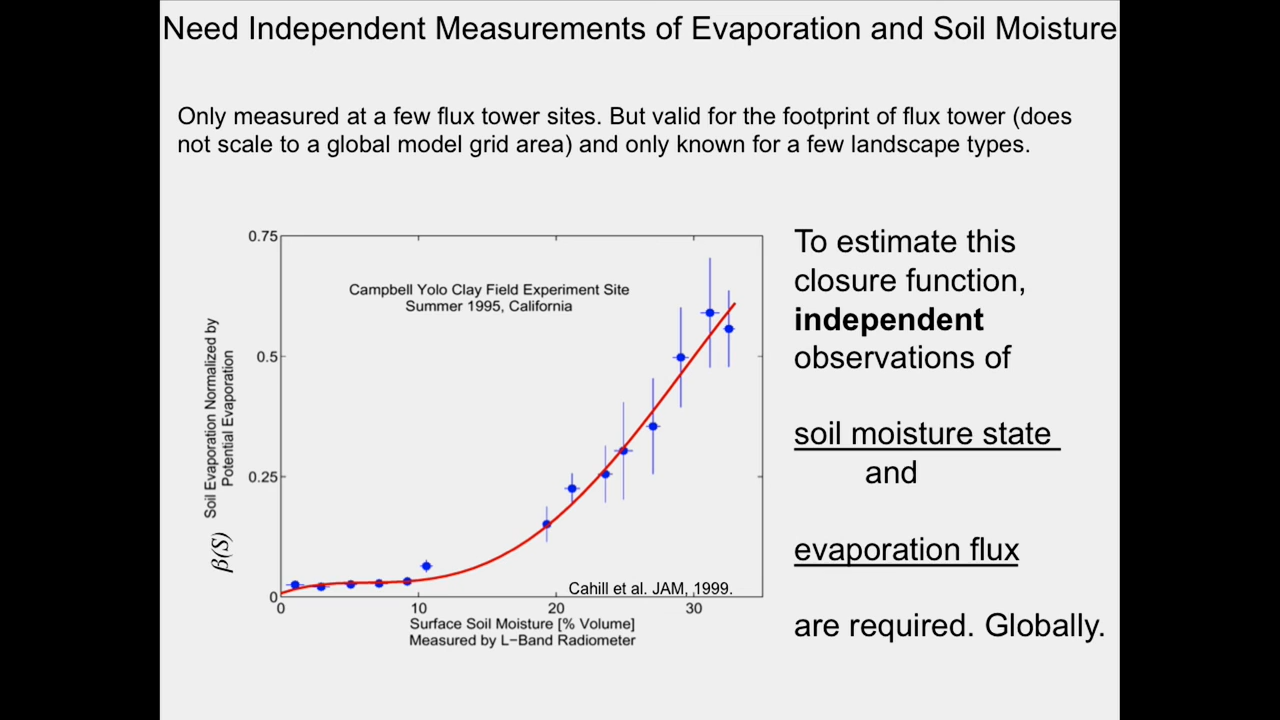 Need Independent Measurements of Evaporation and Soil Moisture
Only measured at a few flux tower sites. But valid for the footprint of flux tower (does
not scale to a global model grid area) and only known for a few landscape types.
0.75
0.5
0.25
0
0
10
20
30
Campbell Yolo Clay Field Experiment Site
Summer 1995, California
Soil Evaporation Normalized by
Potential Evaporation
β(S)
Cahill et al. JAM, 1999.
Surface Soil Moisture [% Volume]
Measured by L−Band Radiometer
To estimate this
closure function,
independent
observations of
soil moisture state
and
evaporation flux
are required. Globally.